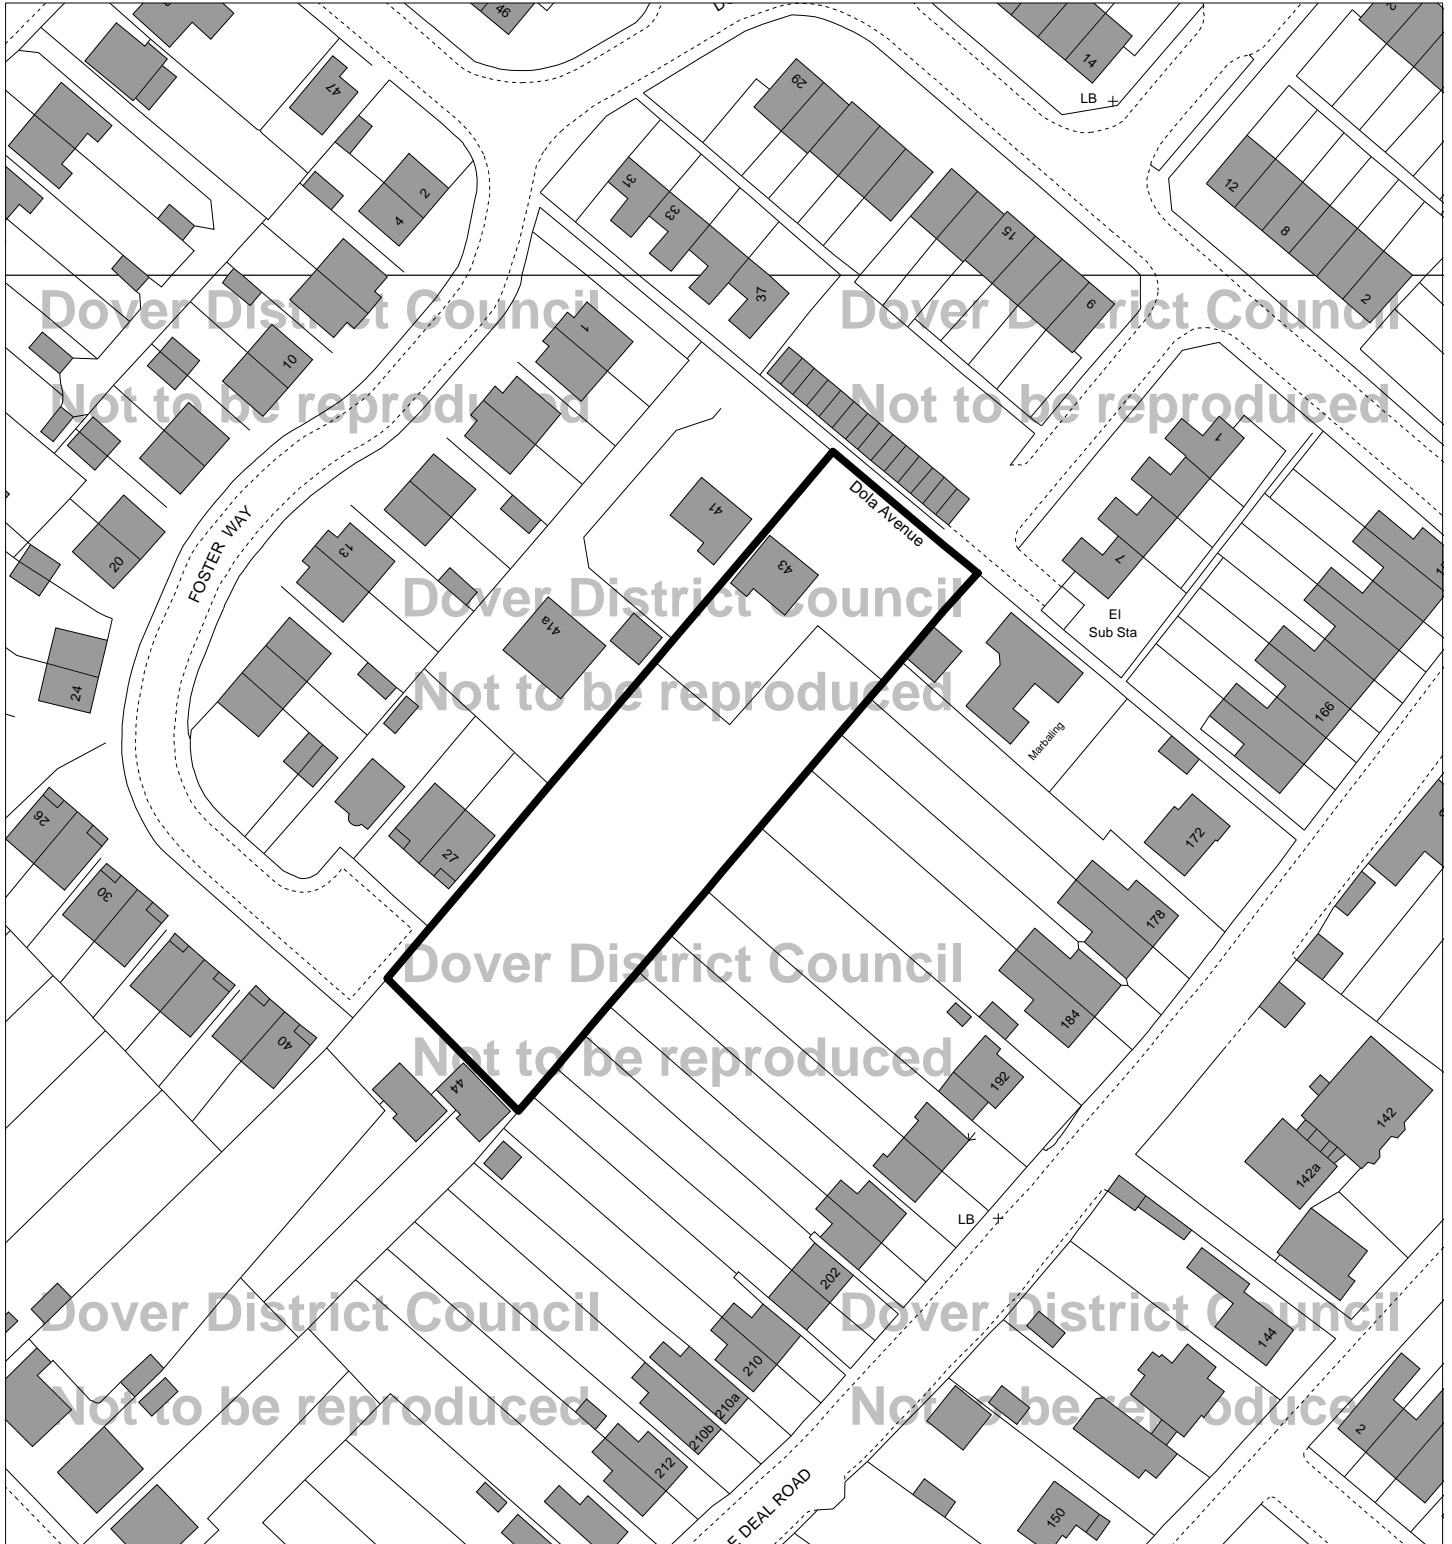 46
14
LB
47
29
2
4
31
33
12
8
2
15
37
9
Dover District Council
Dover District Council
1
10
Not to be reproduced
Not to be reproduced
1
41
Dola Avenue
FOSTER WAY
13
20
7
43
Dover District Council
El
Sub Sta
41a
24
Not to be reproduced
166
Marbaling
26
172
27
30
178
Dover District Council
184
40
Not to be reproduced
44
192
142
142a
LB
202
Dover District Council
Dover District Council
144
210
Not to be reproduced
Not to be reproduce
210a
210b
2
212
E DEAL ROAD
150